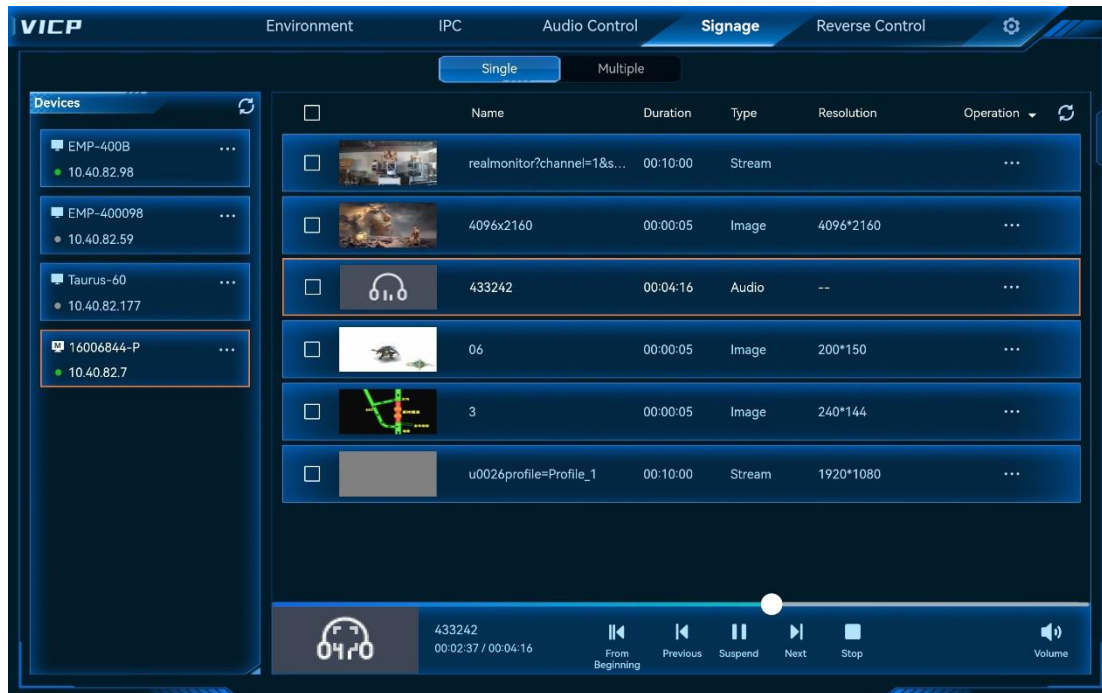 VICP
Environment
IPC
Audio Control
Signage
Reverse Control
Single
Multiple
Devices
EMP-400B
10.40.82.98
EMP-400098
10.40.82.59
Taurus-60
10.40.82.177
16006844-P
10.40.82.7
Name Duration Type Resolution Operation
realmonitor?channel=1&s... 00:10:00 Stream
4096x2160 00:00:05 Image 4096*2160
433242 00:04:16 Audio --
06 00:00:05 Image 200*150
3 00:00:05 Image 240*144
u0026profile=Profile_1 00:10:00 Stream 1920*1080
433242
00:02:37 / 00:04:16
From
Beginning
Previous
Suspend
Next
Stop
Volume